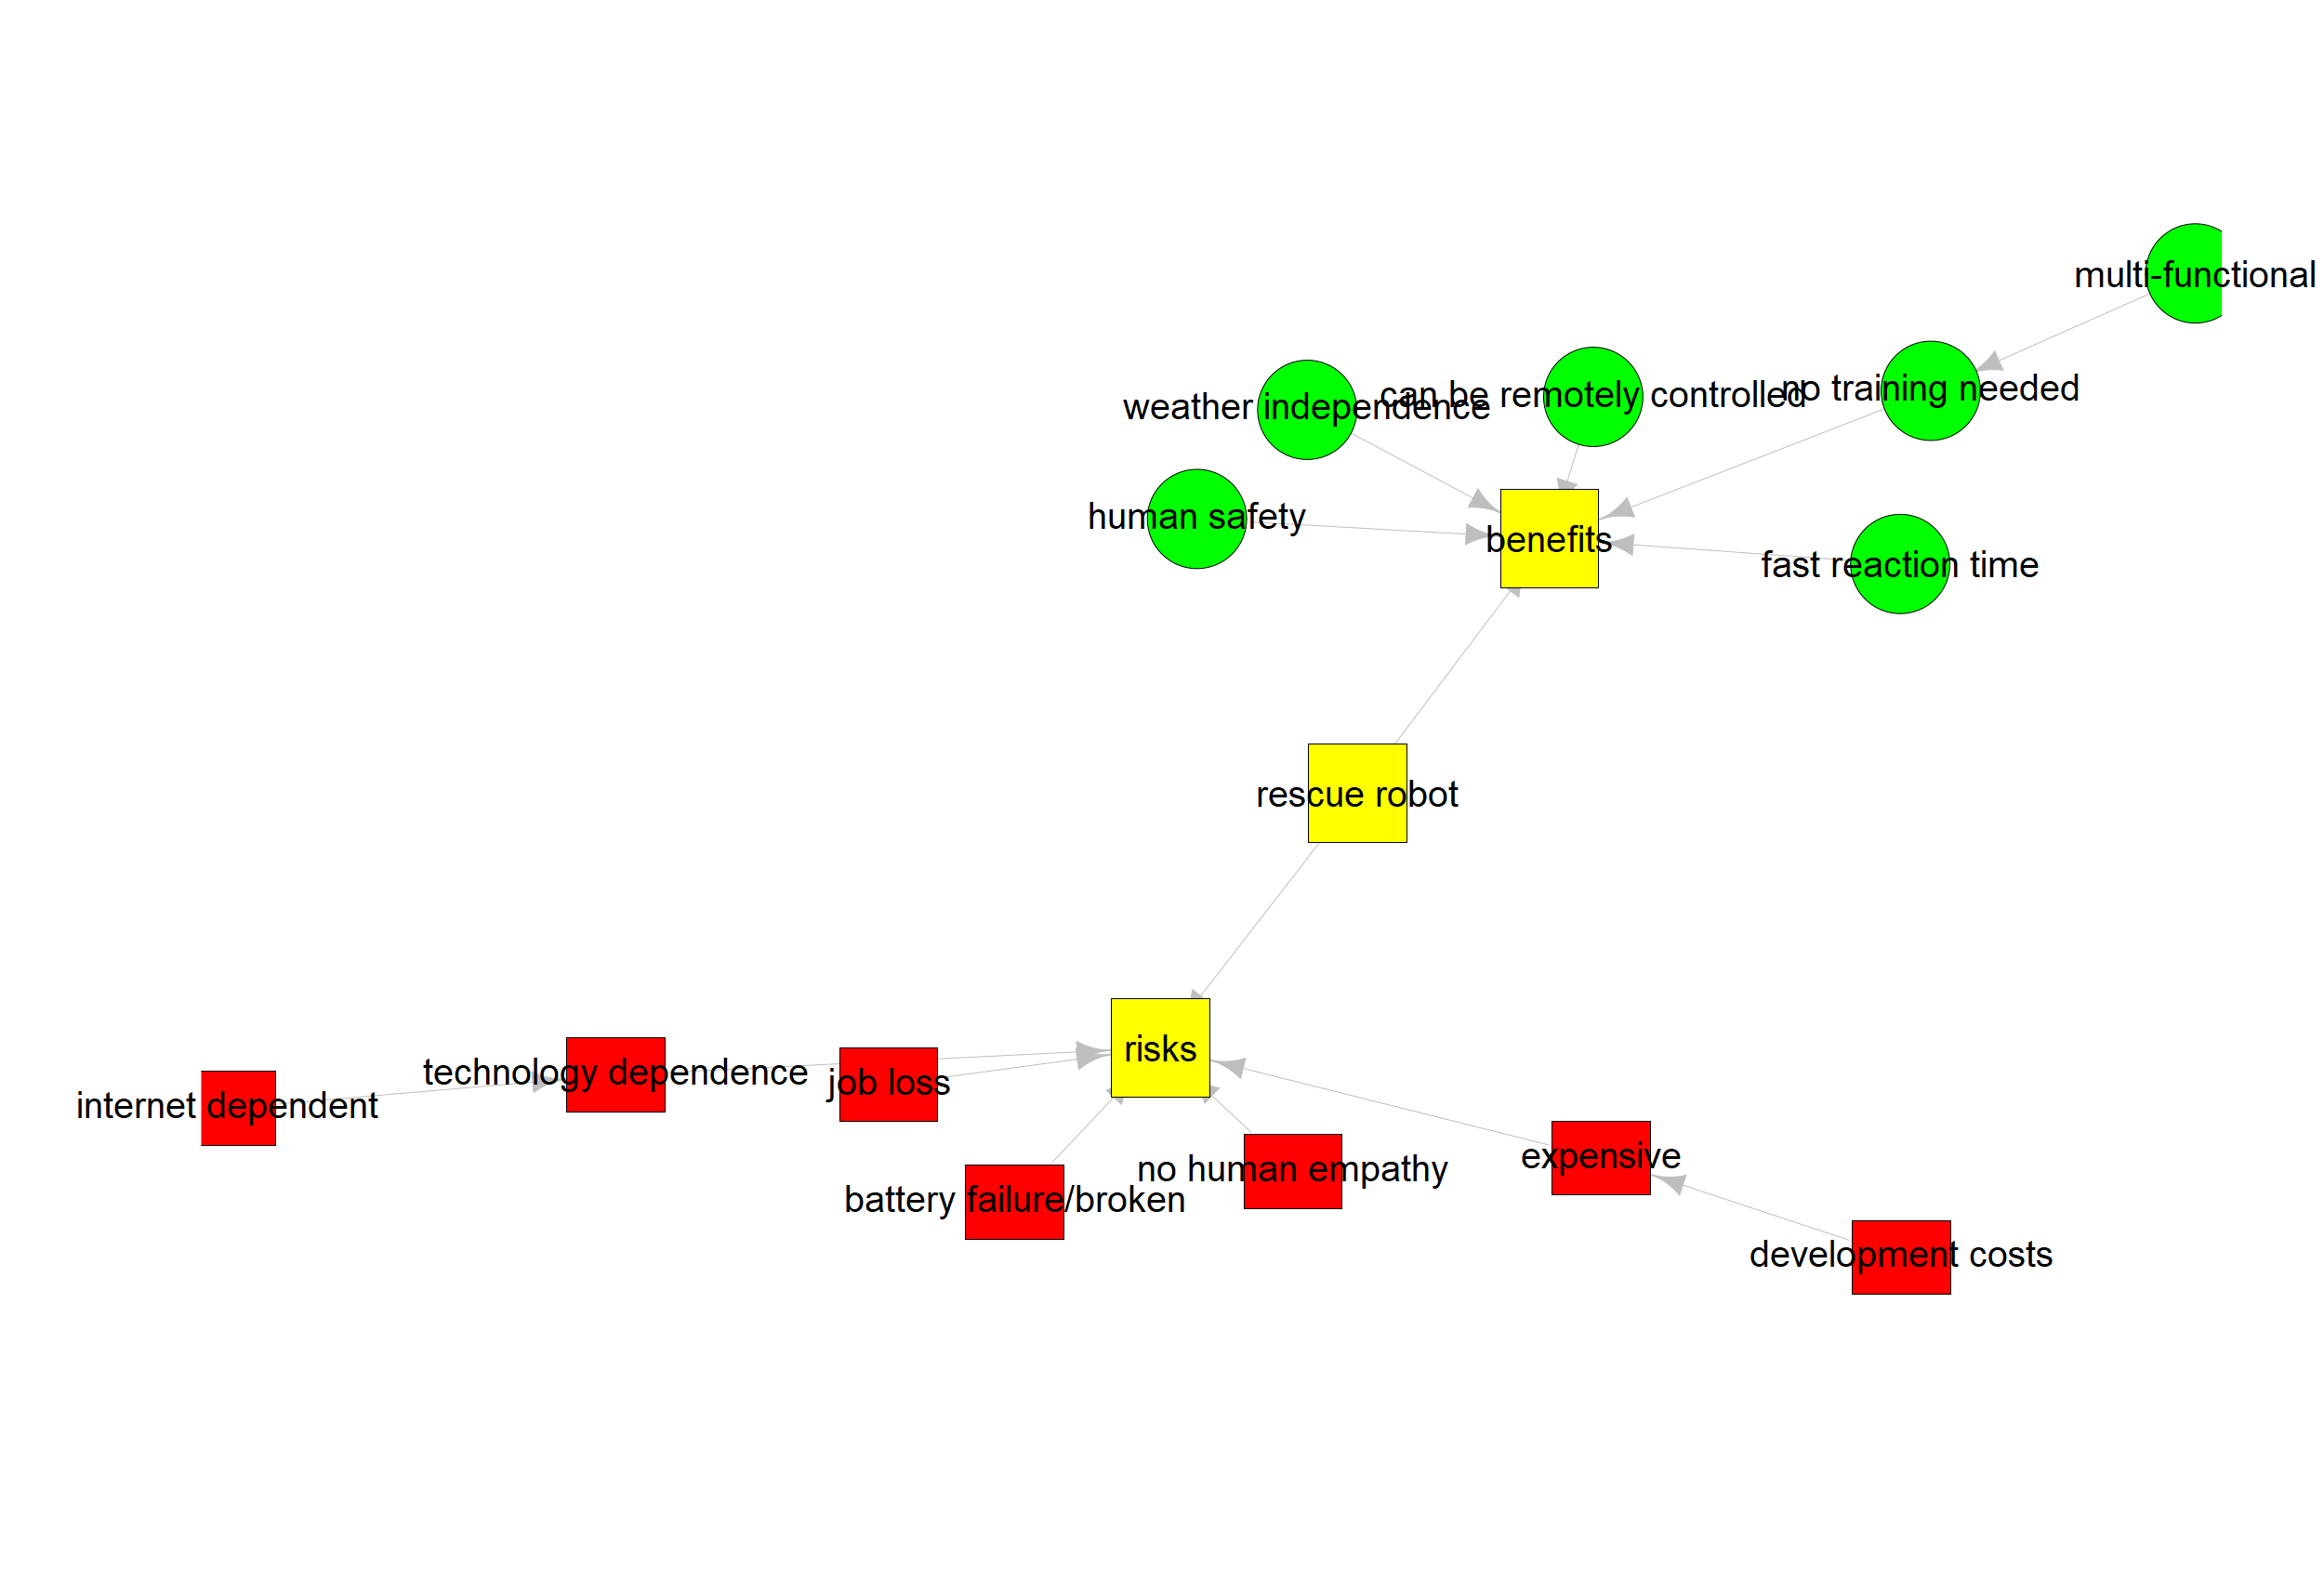 multi-functional
weather independence
can be remotely controlled
no training needed
human safety
benefits
fast reaction time
rescue robot
risks
technology dependence
job loss
internet dependent
expensive
no human empathy
battery failure/broken
development costs